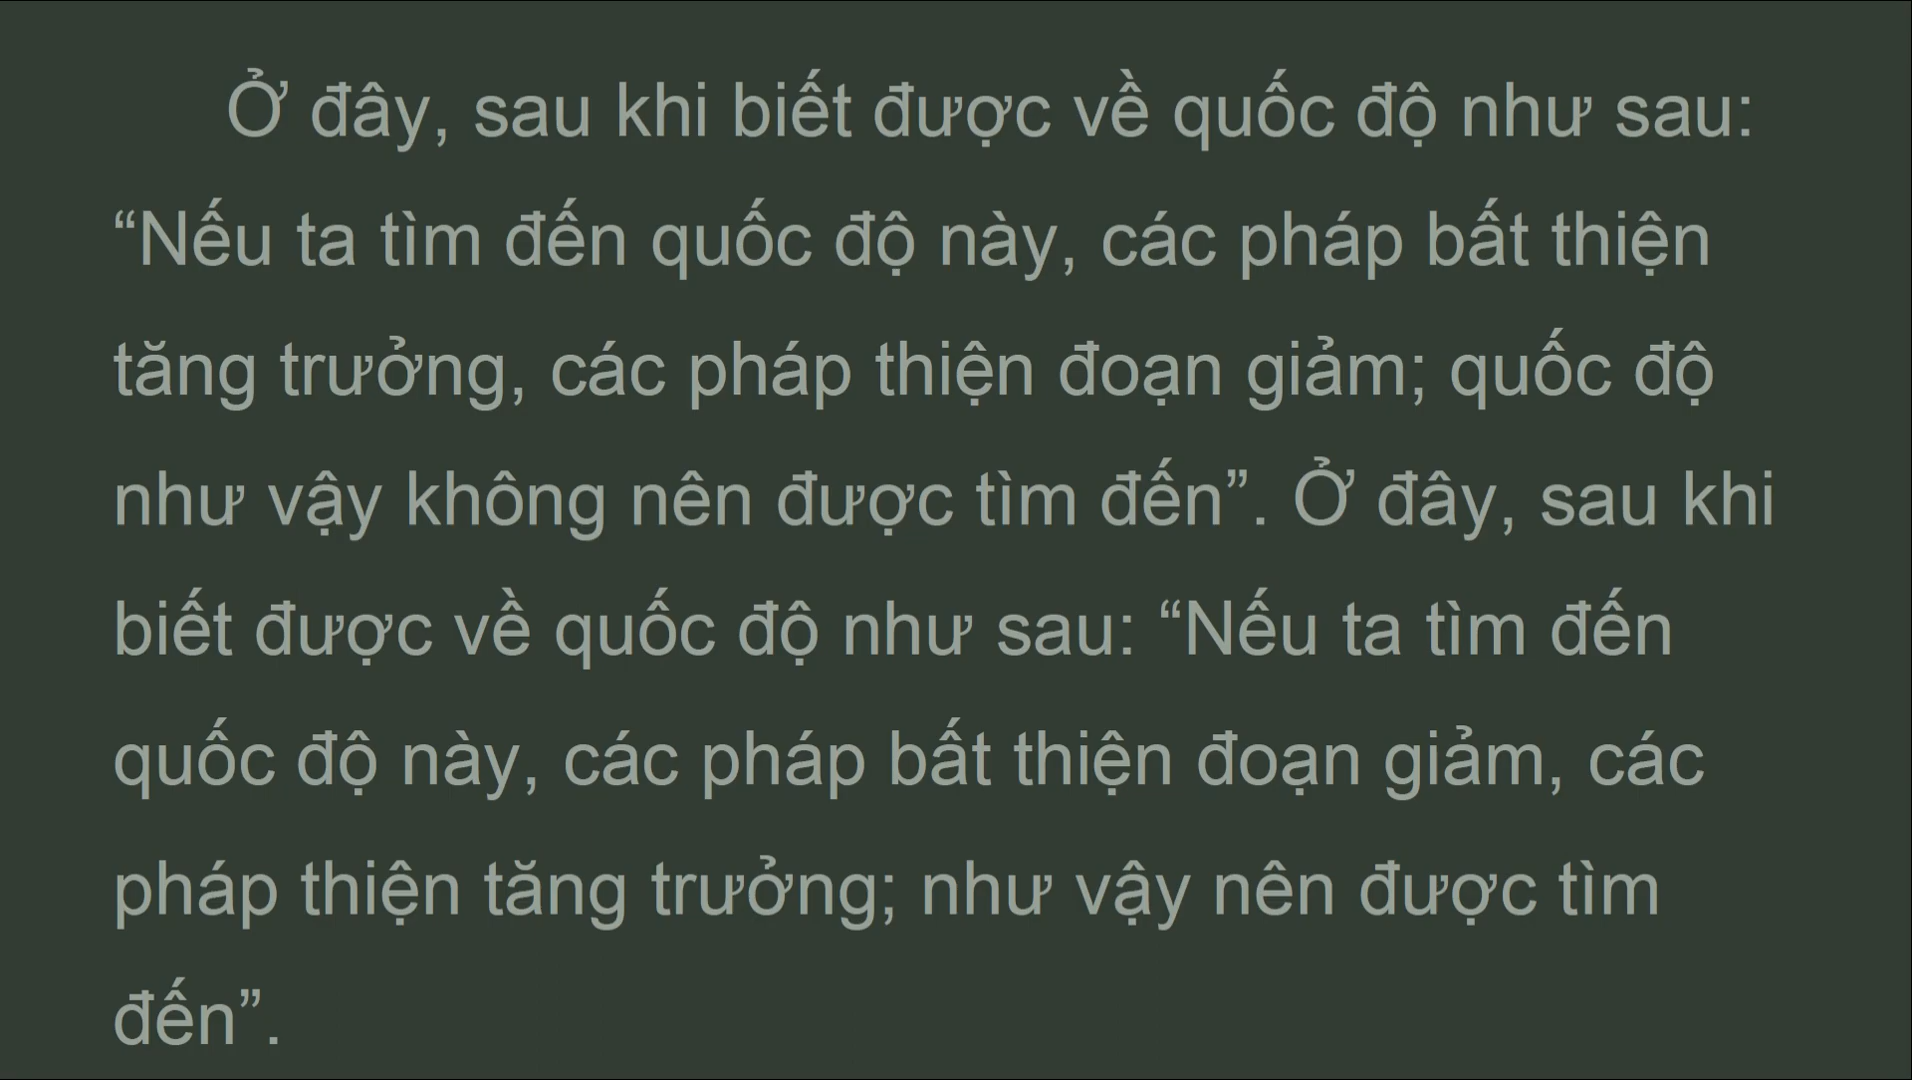 Ở đây, sau khi biết được về quốc độ như sau:
“Nếu ta tìm đến quốc độ này, các pháp bất thiện
tăng trưởng, các pháp thiện đoạn giảm; quốc độ
như vậy không nên được tìm đến”. Ở đây, sau khi
biết được về quốc độ như sau: “Nếu ta tìm đến
quốc độ này, các pháp bất thiện đoạn giảm, các
pháp thiện tăng trưởng; như vậy nên được tìm
đến”.